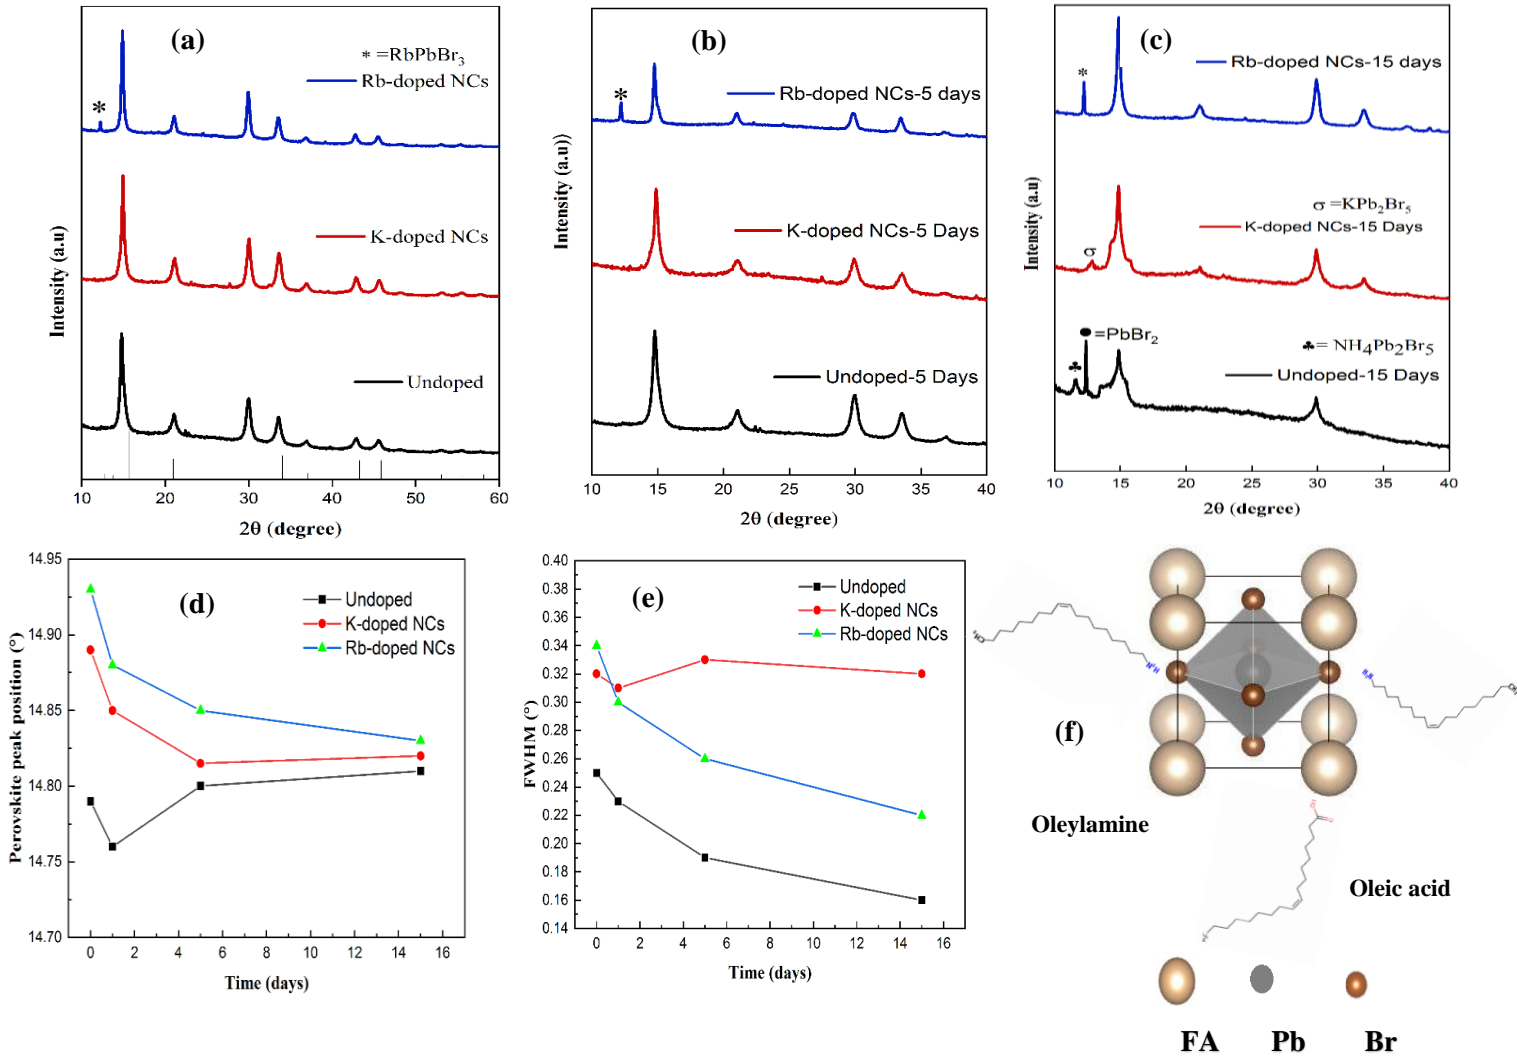 (a)
* =RbPbBr3
Rb-doped NCs
*
K-doped NCs
Undoped
Intensity (a.u)
10 20 30 40 50 60
2θ (degree)
(b)
*
Rb-doped NCs-5 days
K-doped NCs-5 Days
Undoped-5 Days
Intensity (a.u))
10 15 20 25 30 35 40
2θ (degree)
(c)
*
Rb-doped NCs-15 days
σ =KPb2Br5
K-doped NCs-15 Days
σ
●=PbBr2
♣= NH4Pb2Br5
♣
Undoped-15 Days
Intensity (a.u)
10 15 20 25 30 35 40
2θ (degree)
(d)
Undoped
K-doped NCs
Rb-doped NCs
14.95
14.90
14.85
14.80
14.75
14.70
Perovskite peak position (°)
0 2 4 6 8 10 12 14 16
Time (days)
(e)
Undoped
K-doped NCs
Rb-doped NCs
0.40
0.38
0.36
0.34
0.32
0.30
0.28
0.26
0.24
0.22
0.20
0.18
0.16
0.14
FWHM (°)
0 2 4 6 8 10 12 14 16
Time (days)
(f)
Oleylamine
Oleic acid
FA Pb Br